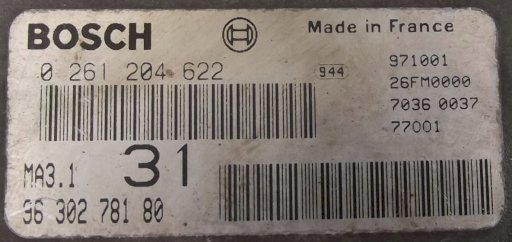 BOSCH
Made in France
0 261 204 622
944
971001
26FM0000
7036 0037
77001
MA3.1
31
96 302 781 80